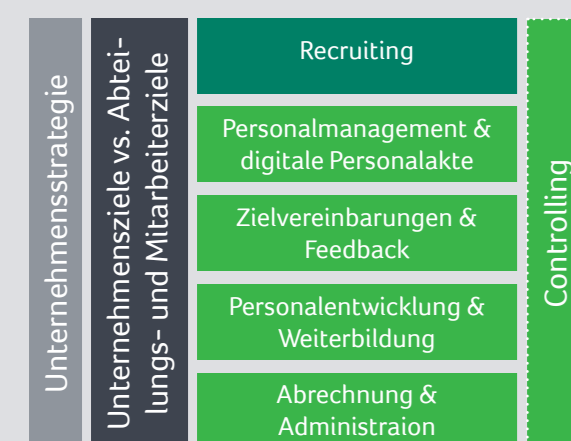 Unternehmensstrategie
Unternehmensziele vs. Abtei-
lungs- und Mitarbeiterziele
Recruiting
Personalmanagement &
digitale Personalakte
Zielvereinbarungen &
Feedback
Personalentwicklung &
Weiterbildung
Abrechnung &
Administraion
Controlling